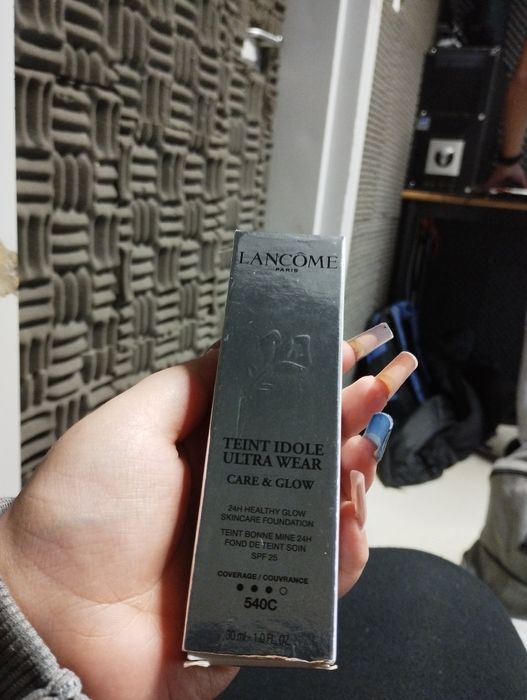 LANCÔME
PARIS
TEINT IDOLE
ULTRA WEAR
CARE & GLOW
24H HEALTHY GLOW
SKINCARE FOUNDATION
TEINT BONNE MINE 24H
FOND DE TEINT SOIN
SPF 25
COVERAGE / COUVRANCE
540C
30 ml - 1.0 FL. OZ.